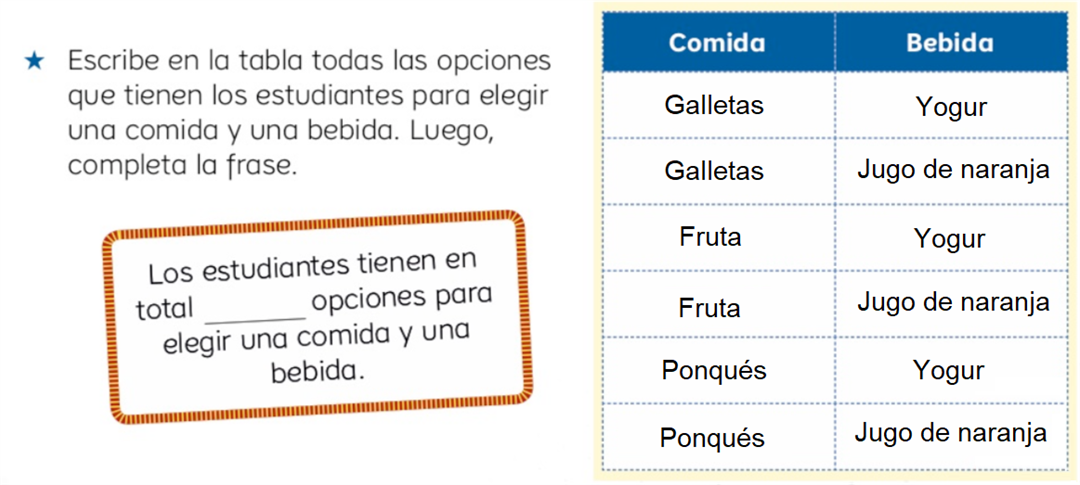 ★ Escribe en la tabla todas las opciones
que tienen los estudiantes para elegir
una comida y una bebida. Luego,
completa la frase.
Los estudiantes tienen en
total ________ opciones para
elegir una comida y una
bebida.
Comida Bebida
Galletas Yogur
Galletas Jugo de naranja
Fruta Yogur
Fruta Jugo de naranja
Ponqués Yogur
Ponqués Jugo de naranja